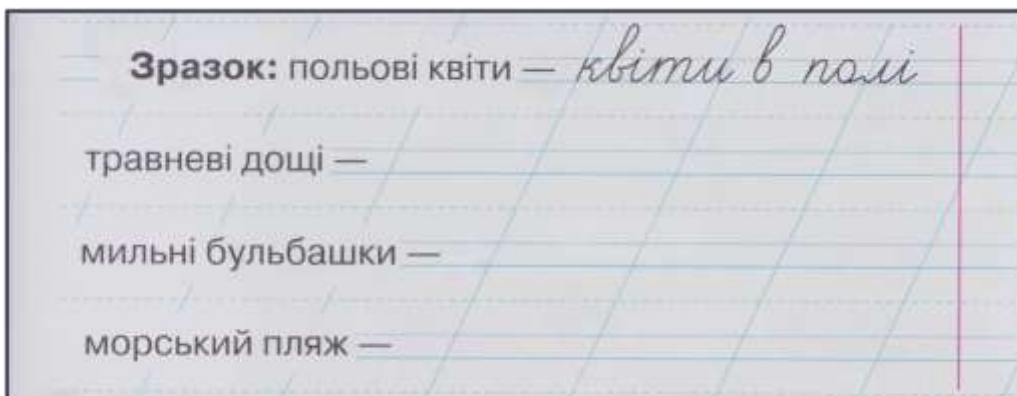 Зразок: польові квіти — квіти в полі
травневі дощі —
мильні бульбашки —
морський пляж —